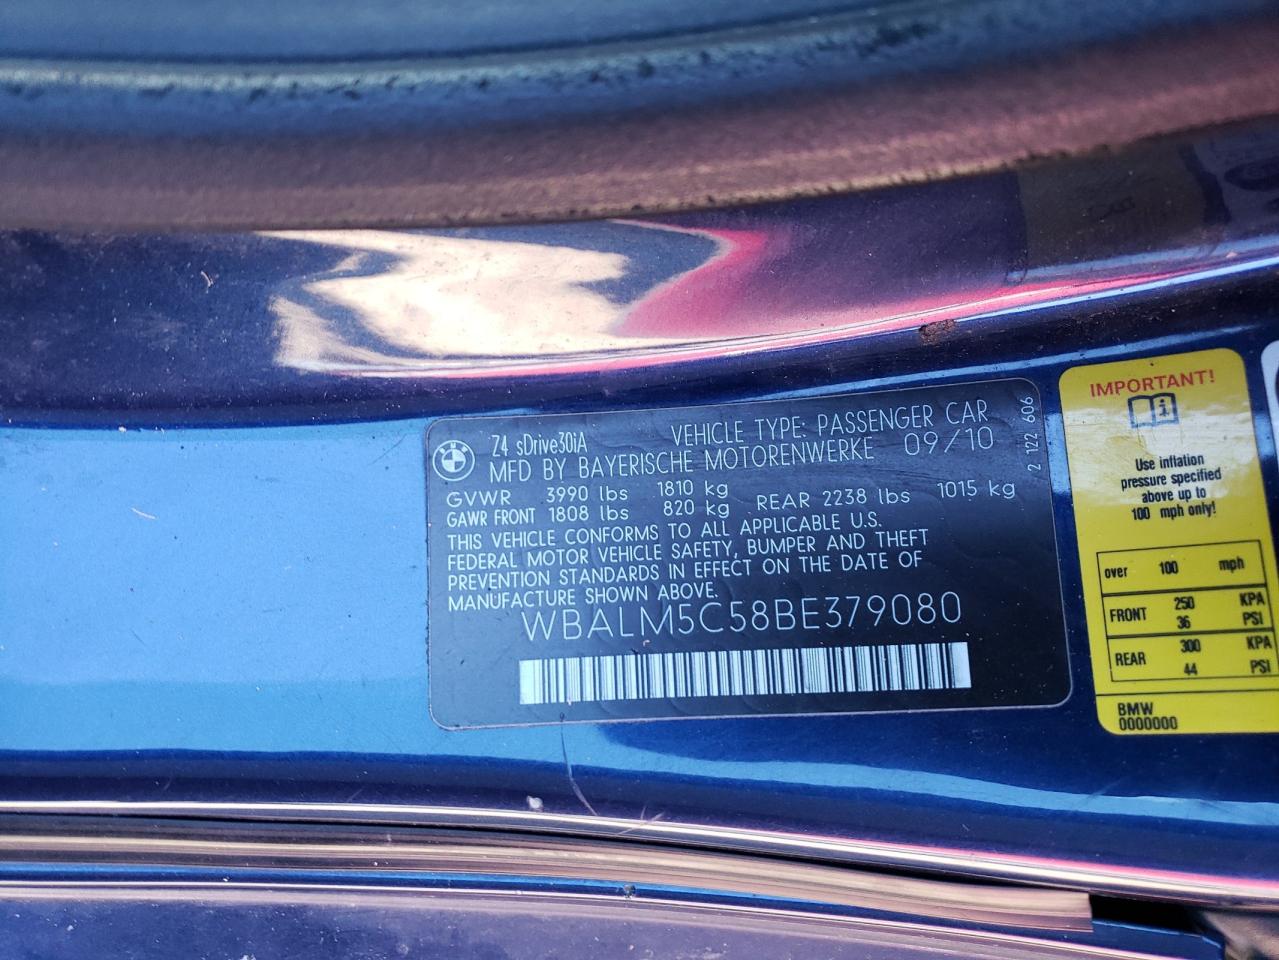 BMW
Z4 sDrive30iA
VEHICLE TYPE: PASSENGER CAR
MFD BY BAYERISCHE MOTORENWERKE 09/10
GVWR 3990 lbs 1810 kg
GAWR FRONT 1808 lbs 820 kg REAR 2238 lbs 1015 kg
THIS VEHICLE CONFORMS TO ALL APPLICABLE U.S.
FEDERAL MOTOR VEHICLE SAFETY, BUMPER AND THEFT
PREVENTION STANDARDS IN EFFECT ON THE DATE OF
MANUFACTURE SHOWN ABOVE.
WBALM5C58BE379080
2 122 606
IMPORTANT!
Use inflation
pressure specified
above up to
100 mph only!
over 100 mph
FRONT 250 KPA
36 PSI
REAR 300 KPA
44 PSI
BMW
0000000